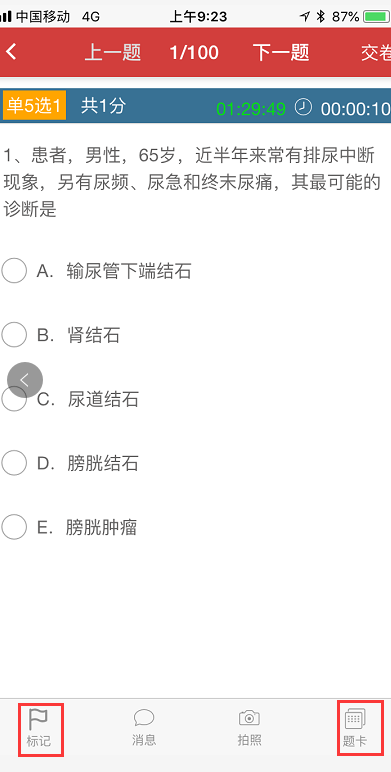 中国移动 4G 上午9:23 87%
上一题 1/100 下一题 交卷
单5选1 共1分 01:29:49 00:00:10
1、患者，男性，65岁，近半年来常有排尿中断
现象，另有尿频、尿急和终末尿痛，其最可能的
诊断是
A. 输尿管下端结石
B. 肾结石
C. 尿道结石
D. 膀胱结石
E. 膀胱肿瘤
标记 消息 拍照 题卡